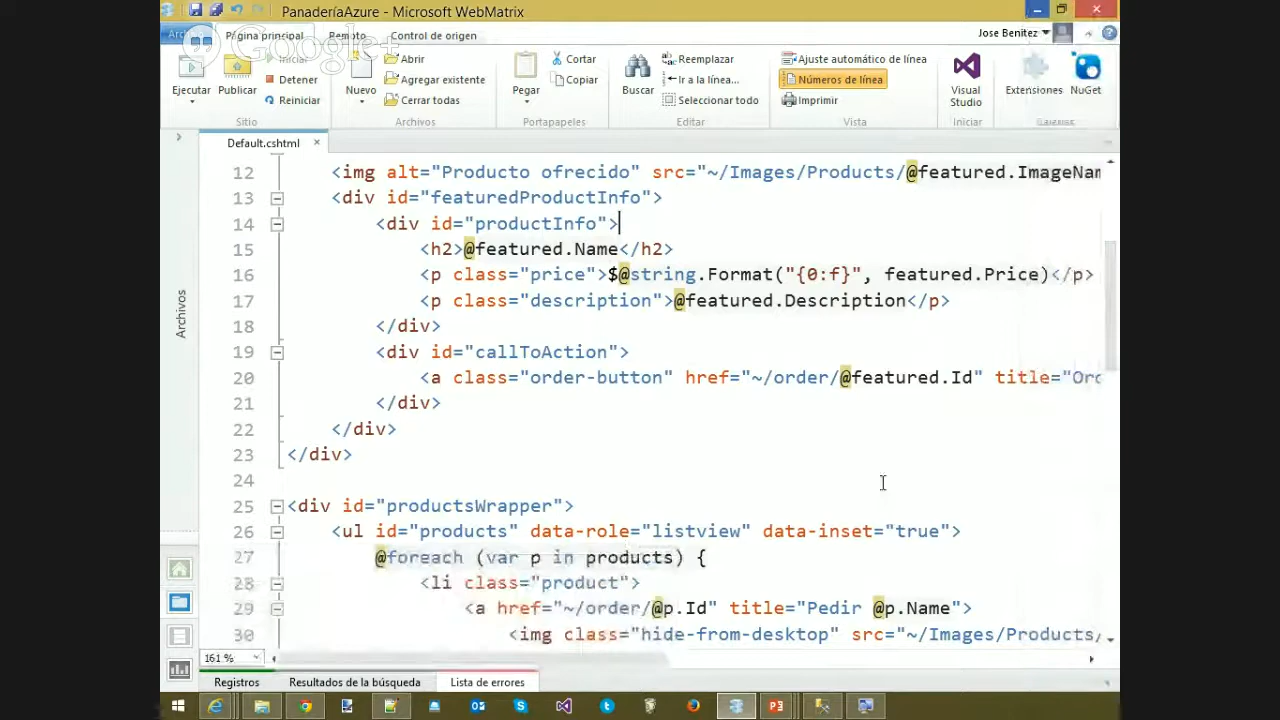 PanaderíaAzure - Microsoft WebMatrix
Google+
Archivo Página principal Remoto Control de origen Jose Benitez
Ejecutar
Publicar
Iniciar
Detener
Reiniciar
Sitio
Nuevo
Abrir
Agregar existente
Cerrar todas
Archivos
Pegar
Cortar
Copiar
Portapapeles
Buscar
Reemplazar
Ir a la línea...
Seleccionar todo
Editar
Ajuste automático de línea
Números de línea
Imprimir
Vista
Visual Studio
Iniciar
Extensiones
NuGet
Archivos
Default.cshtml
12 <img alt="Producto ofrecido" src="~/Images/Products/@featured.ImageNam
13 <div id="featuredProductInfo">
14 <div id="productInfo">
15 <h2>@featured.Name</h2>
16 <p class="price">$@string.Format("{0:f}", featured.Price)</p>
17 <p class="description">@featured.Description</p>
18 </div>
19 <div id="callToAction">
20 <a class="order-button" href="~/order/@featured.Id" title="Ord
21 </div>
22 </div>
23 </div>
24
25 <div id="productsWrapper">
26 <ul id="products" data-role="listview" data-inset="true">
27 @foreach (var p in products) {
28 <li class="product">
29 <a href="~/order/@p.Id" title="Pedir @p.Name">
30 <img class="hide-from-desktop" src="~/Images/Products/
161 %
Registros Resultados de la búsqueda Lista de errores